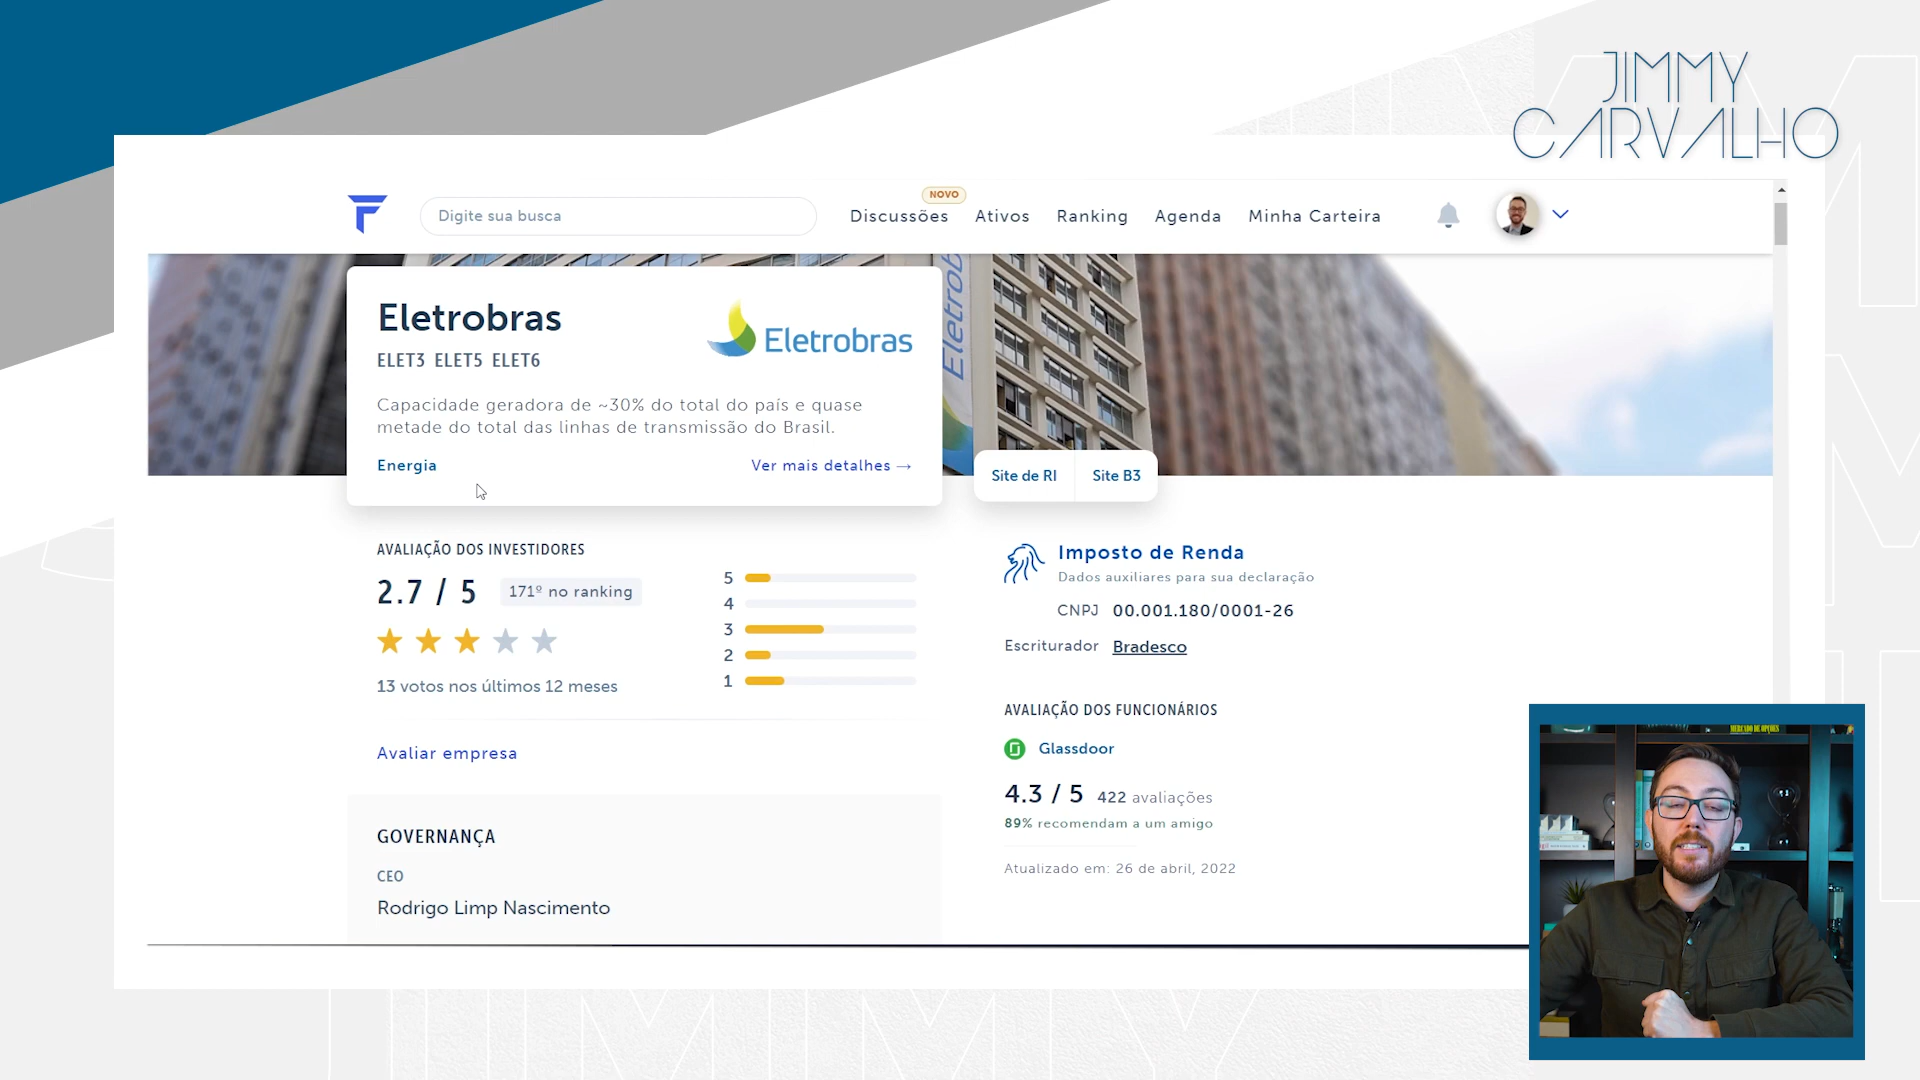 JIMMY
CARVALHO
Digite sua busca
NOVO
Discussões
Ativos
Ranking
Agenda
Minha Carteira
Eletrobras
ELET3 ELET5 ELET6
Eletrobras
Capacidade geradora de ~30% do total do país e quase
metade do total das linhas de transmissão do Brasil.
Energia
Ver mais detalhes →
Eletrob
Site de RI
Site B3
AVALIAÇÃO DOS INVESTIDORES
2.7 / 5
171º no ranking
13 votos nos últimos 12 meses
5
4
3
2
1
Avaliar empresa
GOVERNANÇA
CEO
Rodrigo Limp Nascimento
Imposto de Renda
Dados auxiliares para sua declaração
CNPJ 00.001.180/0001-26
Escriturador Bradesco
AVALIAÇÃO DOS FUNCIONÁRIOS
Glassdoor
4.3 / 5 422 avaliações
89% recomendam a um amigo
Atualizado em: 26 de abril, 2022
MERCADO DE OPÇÕES